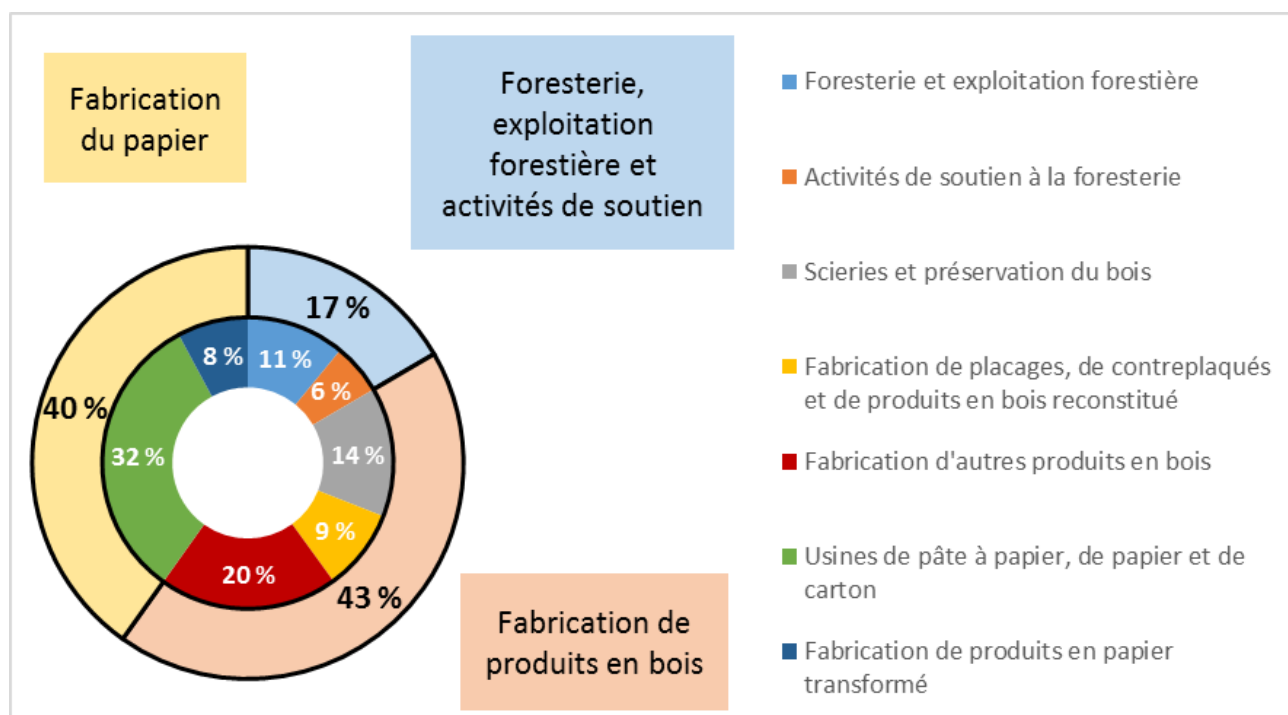 Fabrication
du papier
Foresterie,
exploitation
forestière et
activités de soutien
17 %
40 %
43 %
8 %
11 %
6 %
14 %
9 %
20 %
32 %
Fabrication de
produits en bois
Foresterie et exploitation forestière
Activités de soutien à la foresterie
Scieries et préservation du bois
Fabrication de placages, de contreplaqués
et de produits en bois reconstitué
Fabrication d'autres produits en bois
Usines de pâte à papier, de papier et de
carton
Fabrication de produits en papier
transformé